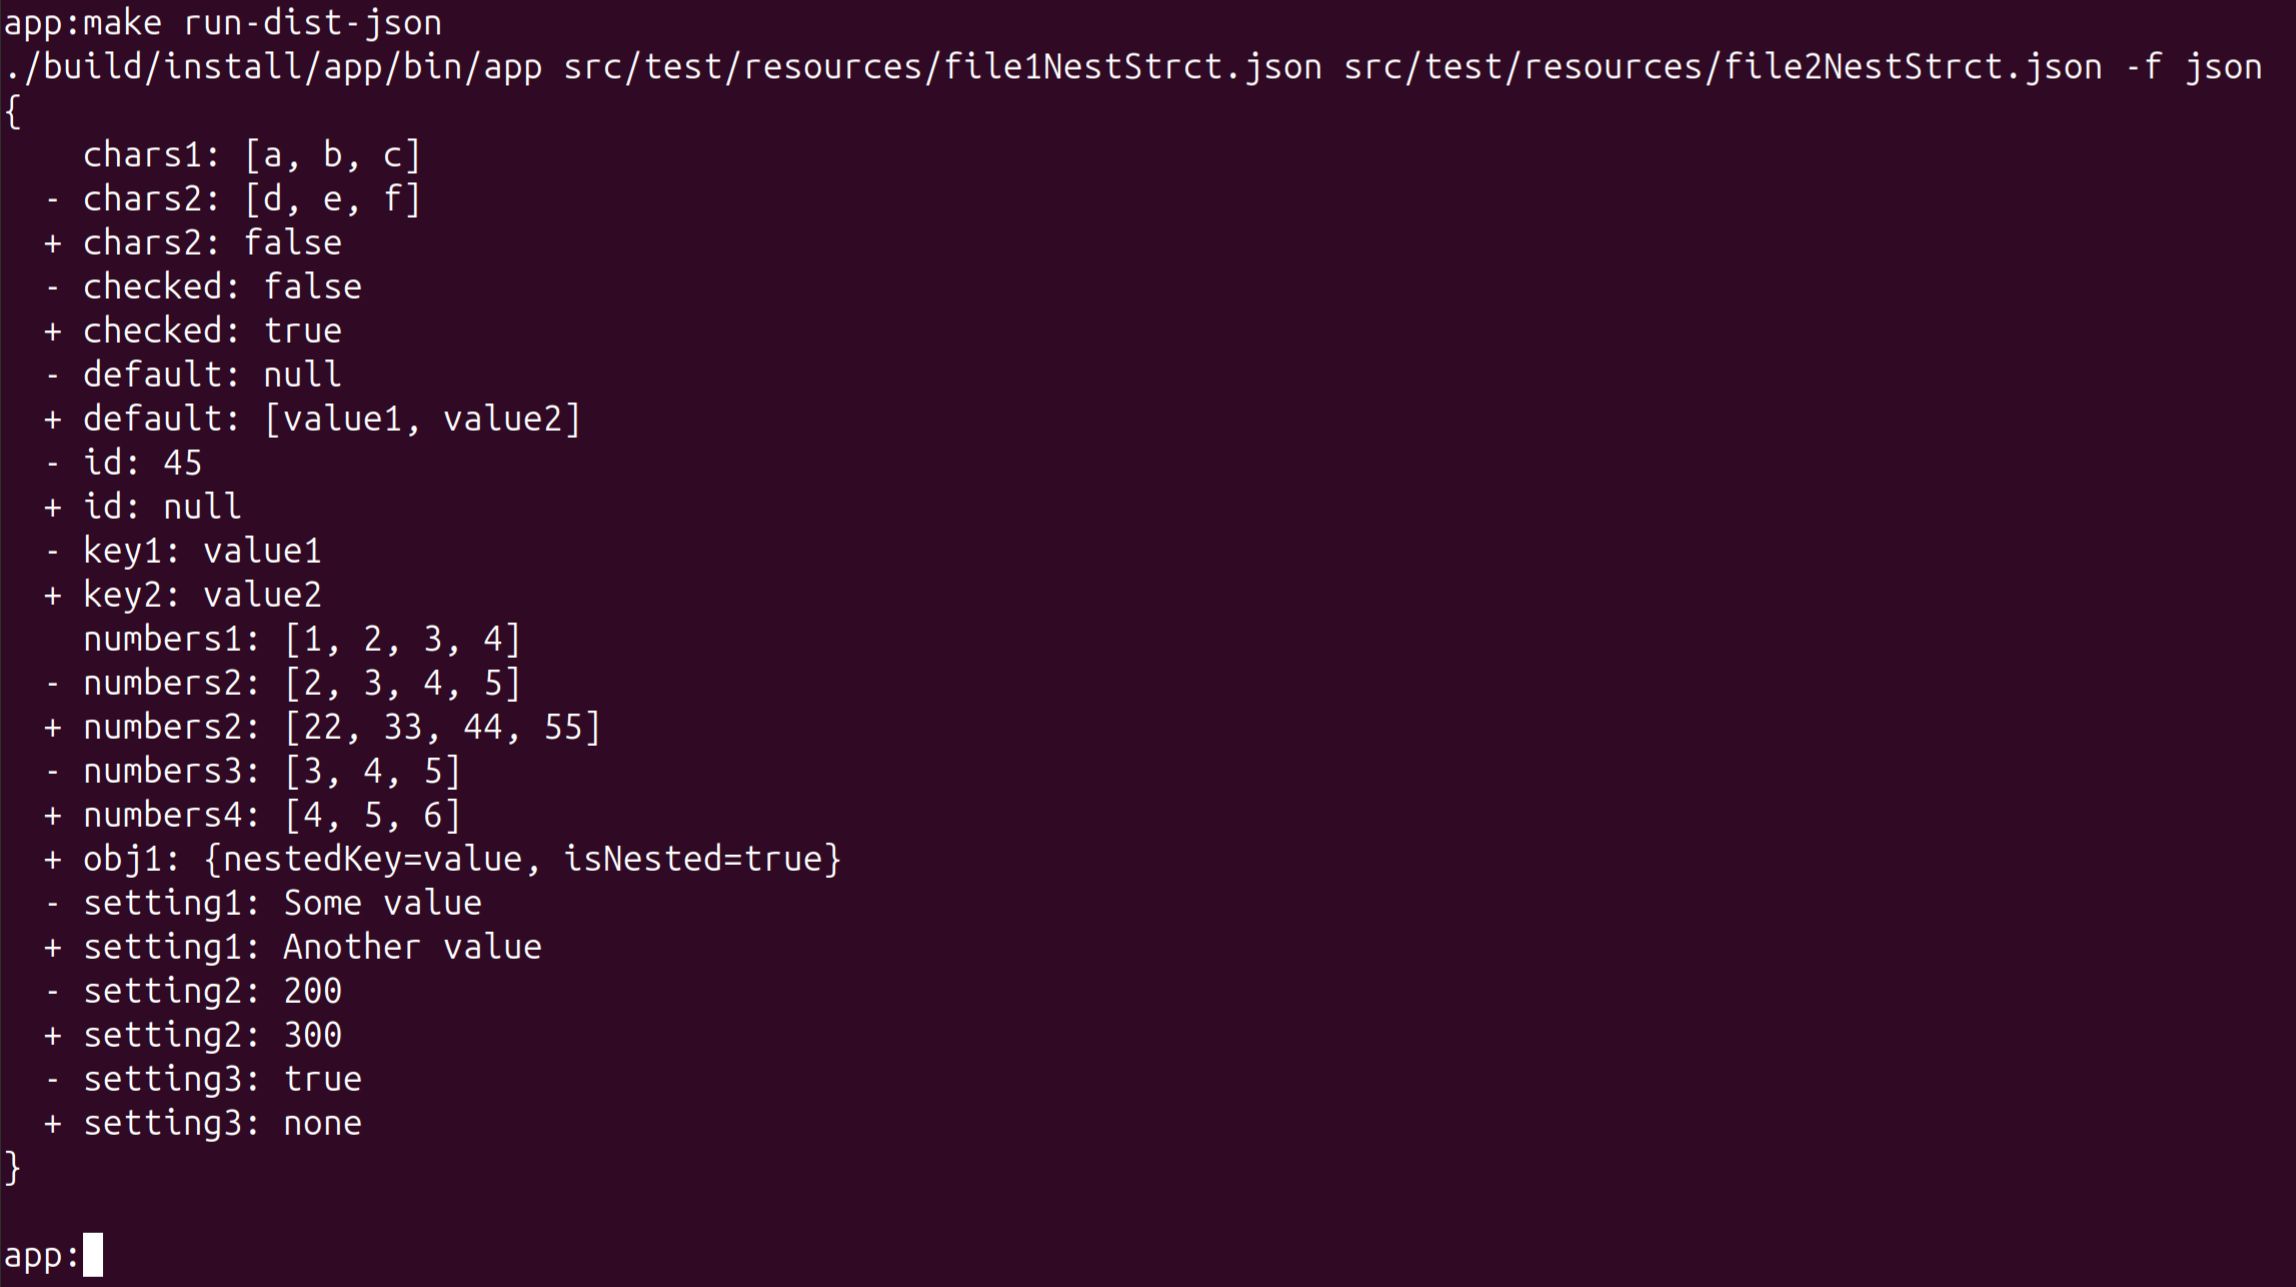 app:make run-dist-json
./build/install/app/bin/app src/test/resources/file1NestStrct.json src/test/resources/file2NestStrct.json -f json
{
    chars1: [a, b, c]
  - chars2: [d, e, f]
  + chars2: false
  - checked: false
  + checked: true
  - default: null
  + default: [value1, value2]
  - id: 45
  + id: null
  - key1: value1
  + key2: value2
    numbers1: [1, 2, 3, 4]
  - numbers2: [2, 3, 4, 5]
  + numbers2: [22, 33, 44, 55]
  - numbers3: [3, 4, 5]
  + numbers4: [4, 5, 6]
  + obj1: {nestedKey=value, isNested=true}
  - setting1: Some value
  + setting1: Another value
  - setting2: 200
  + setting2: 300
  - setting3: true
  + setting3: none
}
app: